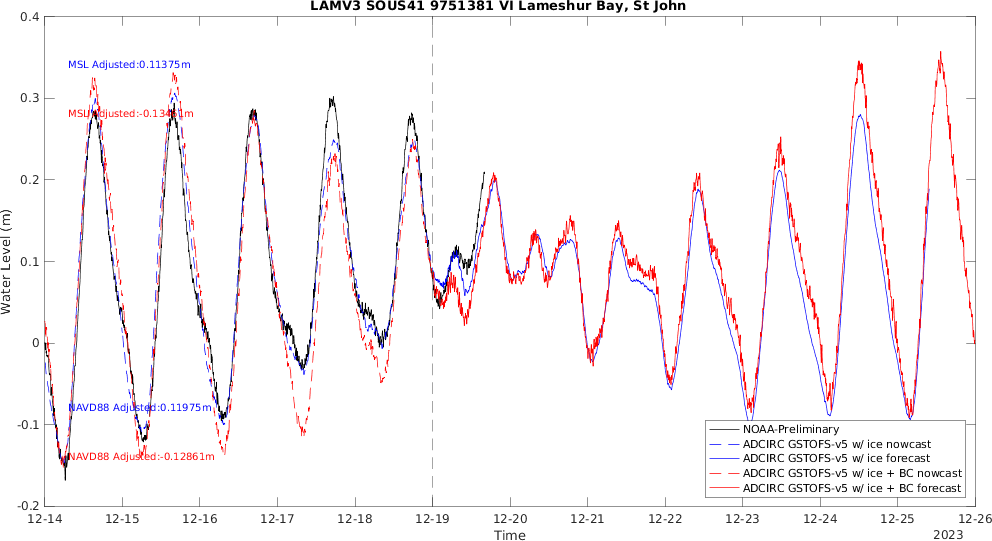 LAMV3 SOUS41 9751381 VI Lameshur Bay, St John
0.4
0.3
0.2
0.1
0
-0.1
-0.2
Water Level (m)
MSL Adjusted:0.11375m
NAVD88 Adjusted:0.11975m
NAVD88 Adjusted:-0.12861m
NOAA-Preliminary
ADCIRC GSTOFS-v5 w/ ice nowcast
ADCIRC GSTOFS-v5 w/ ice forecast
ADCIRC GSTOFS-v5 w/ ice + BC nowcast
ADCIRC GSTOFS-v5 w/ ice + BC forecast
12-14 12-15 12-16 12-17 12-18 12-19 12-20 12-21 12-22 12-23 12-24 12-25 12-26
Time
2023